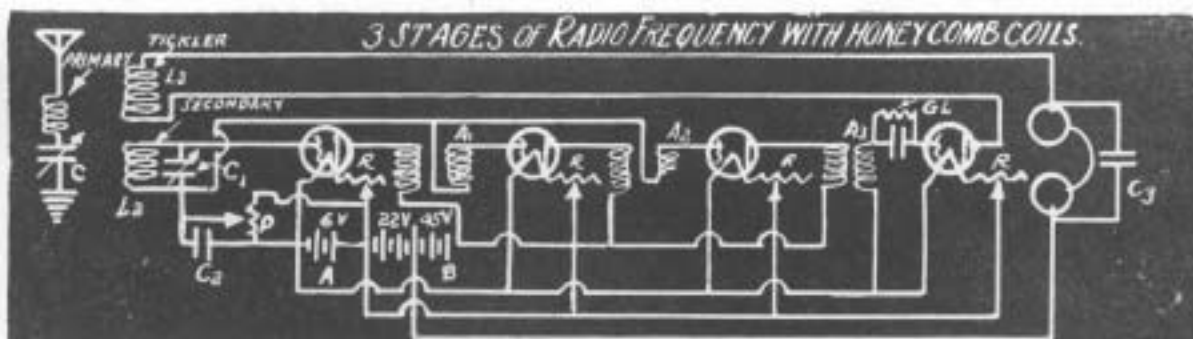 3 STAGES OF RADIO FREQUENCY WITH HONEYCOMB COILS.
TICKLER
PRIMARY
L3
SECONDARY
GL
A1
A2
A3
R
R
R
R
C
C1
C3
L2
P
6V
22V
45V
C2
A
B